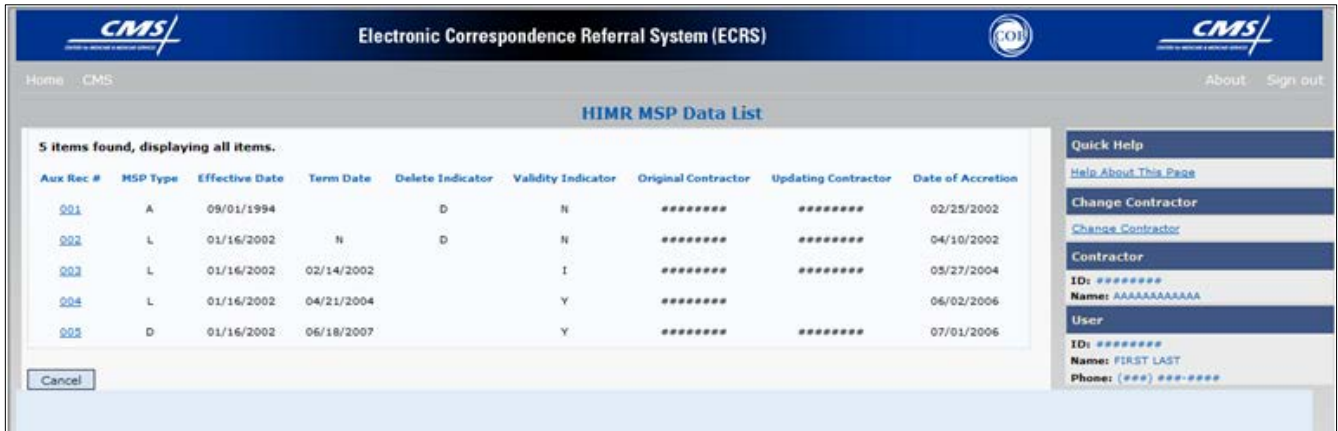 CMS Electronic Correspondence Referral System (ECRS) COB CMS
Home CMS About Sign out
HIMR MSP Data List
5 items found, displaying all items.
Aux Rec # MSP Type Effective Date Term Date Delete Indicator Validity Indicator Original Contractor Updating Contractor Date of Accretion
001 A 09/01/1994 D N ######## ######## 02/25/2002
002 L 01/16/2002 N D N ######## ######## 04/10/2002
003 L 01/16/2002 02/14/2002 I ######## ######## 05/27/2004
004 L 01/16/2002 04/21/2004 Y ######## 06/02/2006
005 D 01/16/2002 06/18/2007 Y ######## ######## 07/01/2006
Cancel
Quick Help
Help About This Page
Change Contractor
Change Contractor
Contractor
ID: ########
Name: AAAAAAAAAAAA
User
ID: ########
Name: FIRST LAST
Phone: (###) ###-####